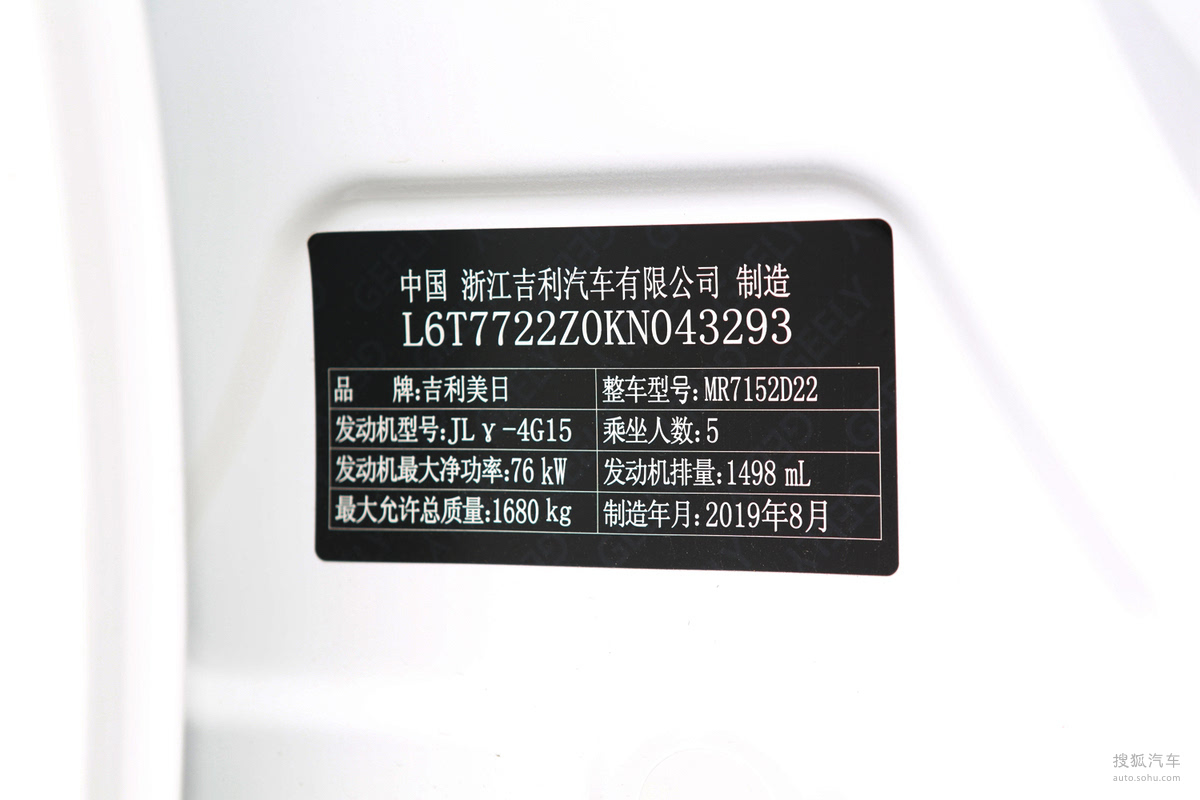 中国 浙江吉利汽车有限公司 制造
L6T7722Z0KN043293
品 牌:吉利美日 整车型号:MR7152D22
发动机型号:JLγ-4G15 乘坐人数:5
发动机最大净功率:76 kW 发动机排量:1498 mL
最大允许总质量:1680 kg 制造年月:2019年8月
搜狐汽车
auto.sohu.com